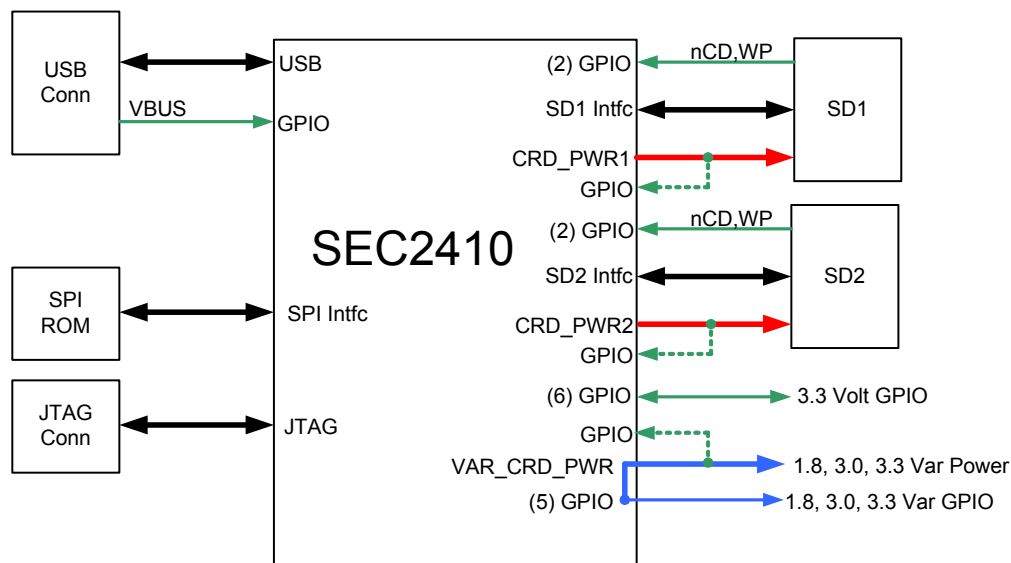 USB
Conn
VBUS
USB
GPIO
SPI
ROM
SPI Intfc
JTAG
Conn
JTAG
SEC2410
(2) GPIO
nCD,WP
SD1 Intfc
SD1
CRD_PWR1
GPIO
(2) GPIO
nCD,WP
SD2 Intfc
SD2
CRD_PWR2
GPIO
(6) GPIO
3.3 Volt GPIO
GPIO
VAR_CRD_PWR
1.8, 3.0, 3.3 Var Power
(5) GPIO
1.8, 3.0, 3.3 Var GPIO